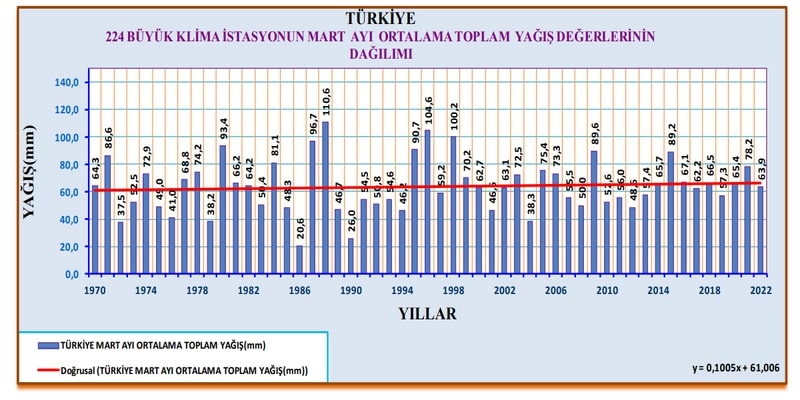 TÜRKİYE
224 BÜYÜK KLİMA İSTASYONUN MART AYI ORTALAMA TOPLAM YAĞIŞ DEĞERLERİNİN
DAĞILIMI
YAĞIŞ(mm)
140,0
120,0
100,0
80,0
60,0
40,0
20,0
0,0
64,3 86,6 37,5 52,5 72,9 49,0 41,0 68,8 74,2 38,2 93,4 66,2 64,2 50,4 81,1 48,3 20,6 96,7 110,6 46,7 26,0 54,5 50,8 54,6 46,2 90,7 104,6 59,2 100,2 70,2 62,7 46,6 63,1 72,5 38,3 75,4 73,3 55,5 50,0 89,6 52,6 56,0 57,4 65,7 89,2 67,1 62,2 66,5 57,3 65,4 78,2 63,9
1970 1974 1978 1982 1986 1990 1994 1998 2002 2006 2010 2014 2018 2022
YILLAR
TÜRKİYE MART AYI ORTALAMA TOPLAM YAĞIŞ(mm)
Doğrusal (TÜRKİYE MART AYI ORTALAMA TOPLAM YAĞIŞ(mm))
y = 0,1005x + 61,006